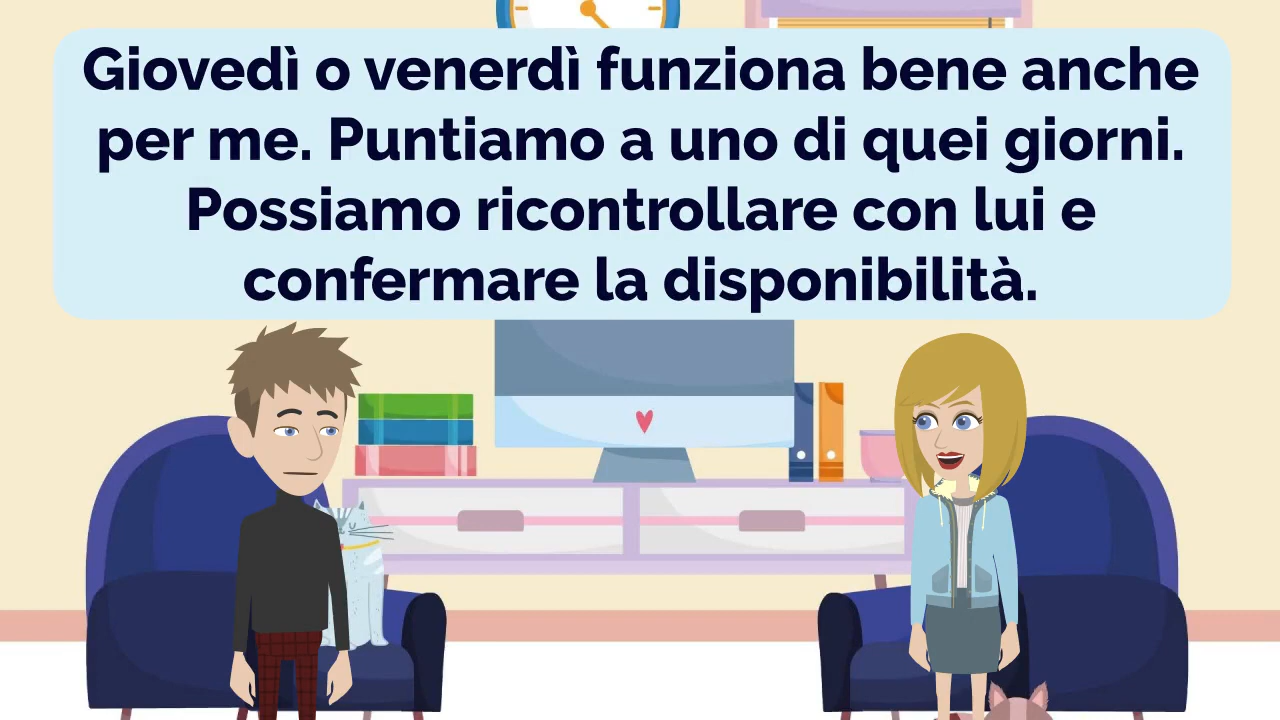 Giovedì o venerdì funziona bene anche
per me. Puntiamo a uno di quei giorni.
Possiamo ricontrollare con lui e
confermare la disponibilità.